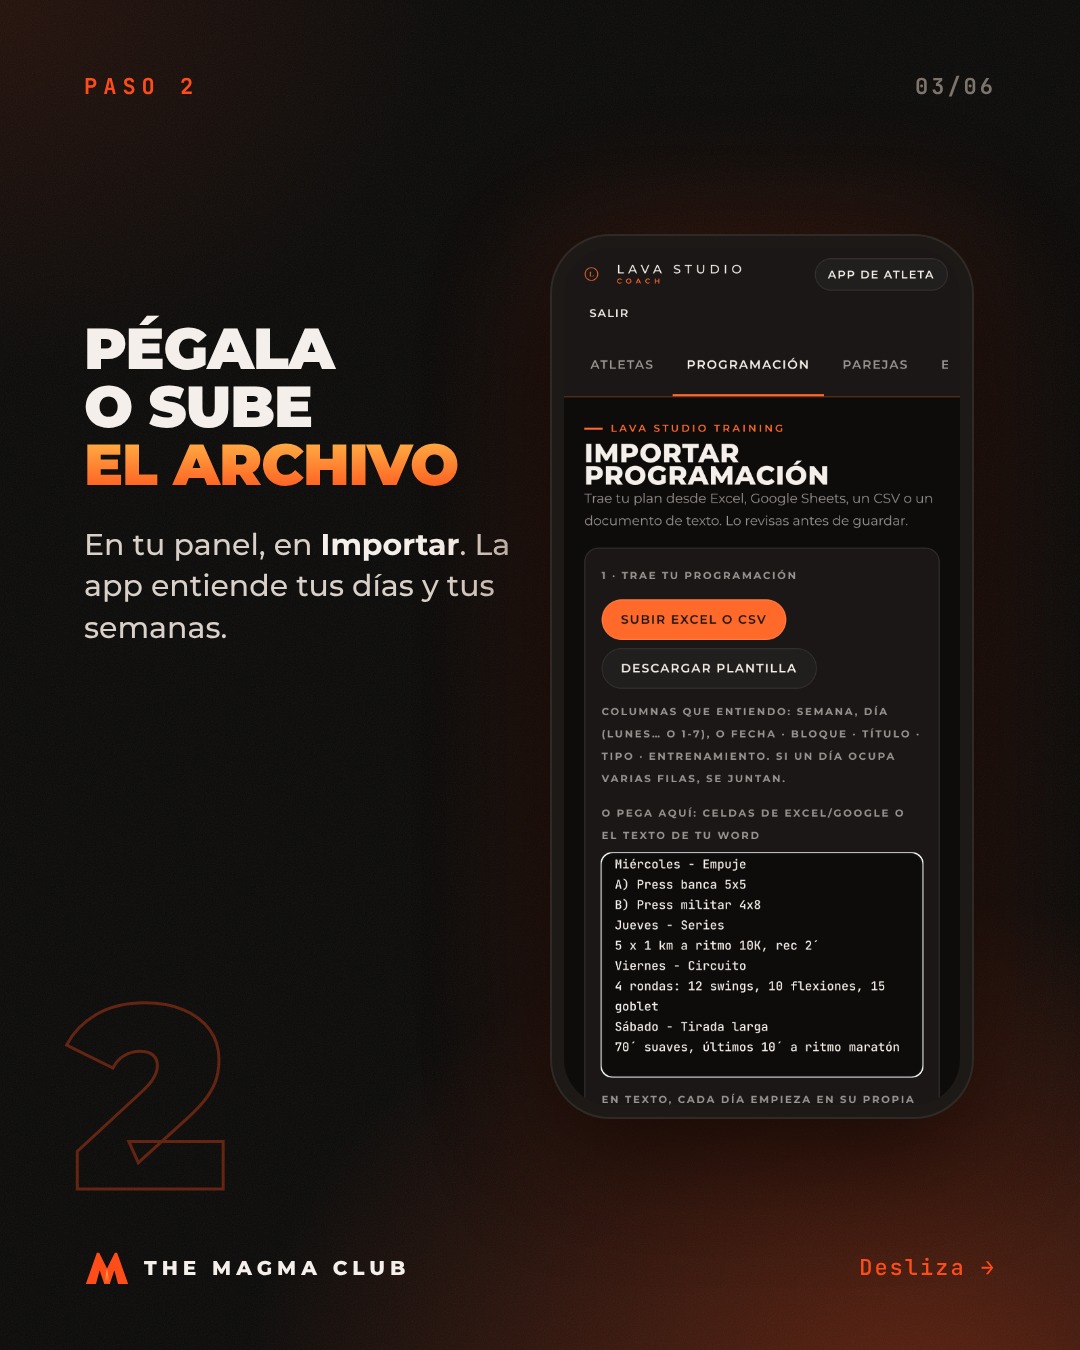 PASO 2
03/06
PÉGALA
O SUBE
EL ARCHIVO
En tu panel, en Importar. La
app entiende tus días y tus
semanas.
LAVA STUDIO
COACH
APP DE ATLETA
SALIR
ATLETAS
PROGRAMACIÓN
PAREJAS
E
LAVA STUDIO TRAINING
IMPORTAR
PROGRAMACIÓN
Trae tu plan desde Excel, Google Sheets, un CSV o un
documento de texto. Lo revisas antes de guardar.
1 · TRAE TU PROGRAMACIÓN
SUBIR EXCEL O CSV
DESCARGAR PLANTILLA
COLUMNAS QUE ENTIENDO: SEMANA, DÍA
(LUNES… O 1-7), O FECHA · BLOQUE · TÍTULO ·
TIPO · ENTRENAMIENTO. SI UN DÍA OCUPA
VARIAS FILAS, SE JUNTAN.
O PEGA AQUÍ: CELDAS DE EXCEL/GOOGLE O
EL TEXTO DE TU WORD
Miércoles - Empuje
A) Press banca 5x5
B) Press militar 4x8
Jueves - Series
5 x 1 km a ritmo 10K, rec 2´
Viernes - Circuito
4 rondas: 12 swings, 10 flexiones, 15
goblet
Sábado - Tirada larga
70´ suaves, últimos 10´ a ritmo maratón
EN TEXTO, CADA DÍA EMPIEZA EN SU PROPIA
2
THE MAGMA CLUB
Desliza →